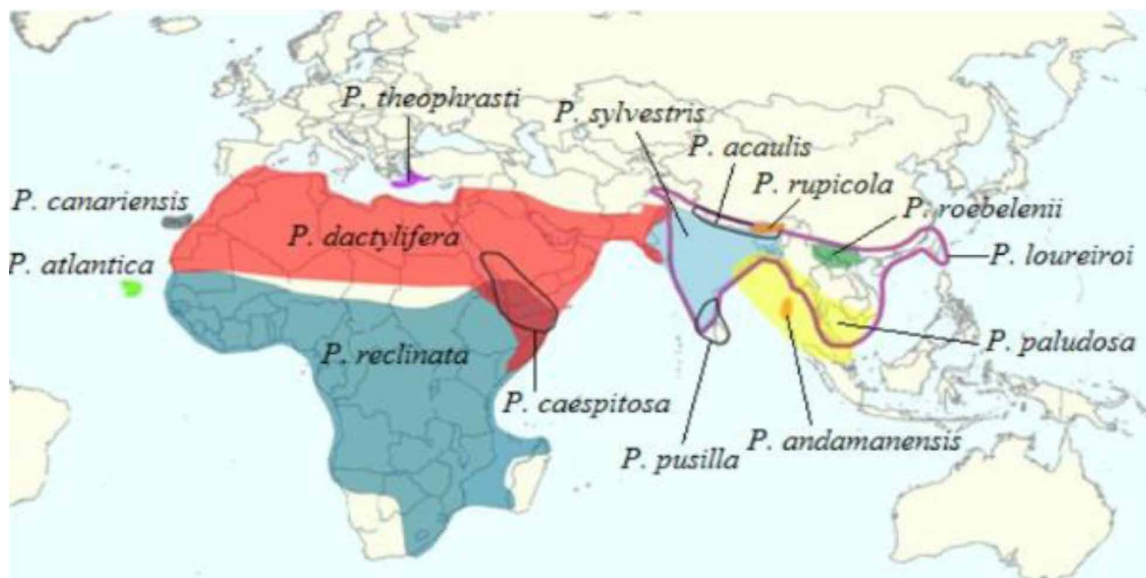 P. theophrasti
P. sylvestris
P. acaulis
P. rupicola
P. canariensis
P. roebelenii
P. dactylifera
P. loureiroi
P. atlantica
P. reclinata
P. paludosa
P. caespitosa
P. andamanensis
P. pusilla